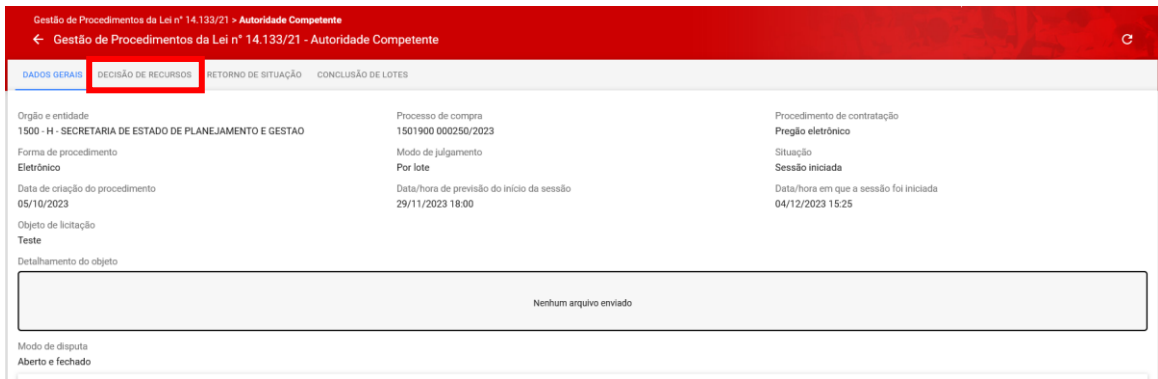 Gestão de Procedimentos da Lei n° 14.133/21 > Autoridade Competente
Gestão de Procedimentos da Lei n° 14.133/21 - Autoridade Competente
DADOS GERAIS DECISÃO DE RECURSOS RETORNO DE SITUAÇÃO CONCLUSÃO DE LOTES
Orgão e entidade Processo de compra Procedimento de contratação
1500 - H - SECRETARIA DE ESTADO DE PLANEJAMENTO E GESTAO 1501900 000250/2023 Pregão eletrônico
Forma de procedimento Modo de julgamento Situação
Eletrônico Por lote Sessão iniciada
Data de criação do procedimento Data/hora de previsão do início da sessão Data/hora em que a sessão foi iniciada
05/10/2023 29/11/2023 18:00 04/12/2023 15:25
Objeto de licitação
Teste
Detalhamento do objeto
Nenhum arquivo enviado
Modo de disputa
Aberto e fechado